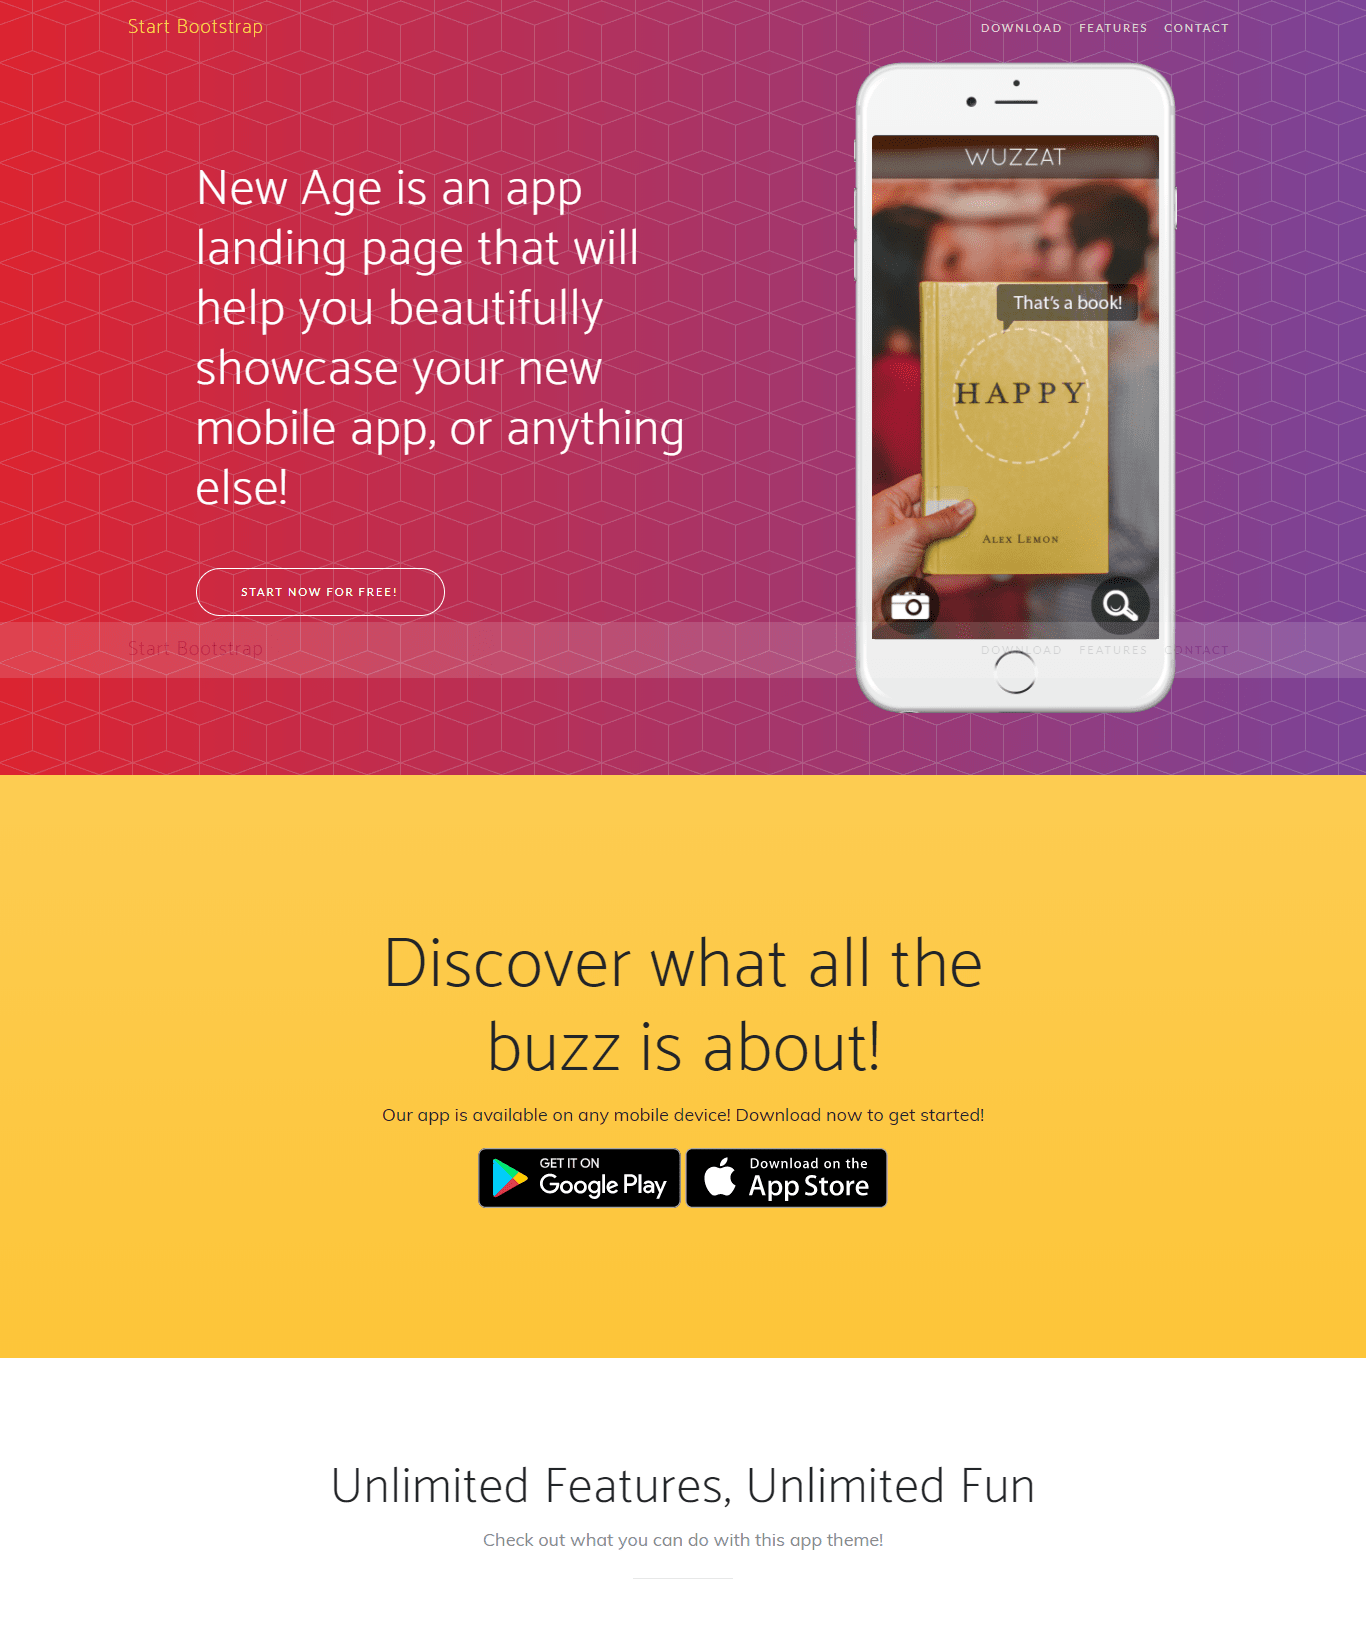 Start Bootstrap
DOWNLOAD FEATURES CONTACT
WUZZAT
New Age is an app
landing page that will
help you beautifully
showcase your new
mobile app, or anything
else!
That's a book!
HAPPY
ALEX LEMON
START NOW FOR FREE!
Start Bootstrap
DOWNLOAD FEATURES CONTACT
Discover what all the
buzz is about!
Our app is available on any mobile device! Download now to get started!
GET IT ON
Google Play
Download on the
App Store
Unlimited Features, Unlimited Fun
Check out what you can do with this app theme!